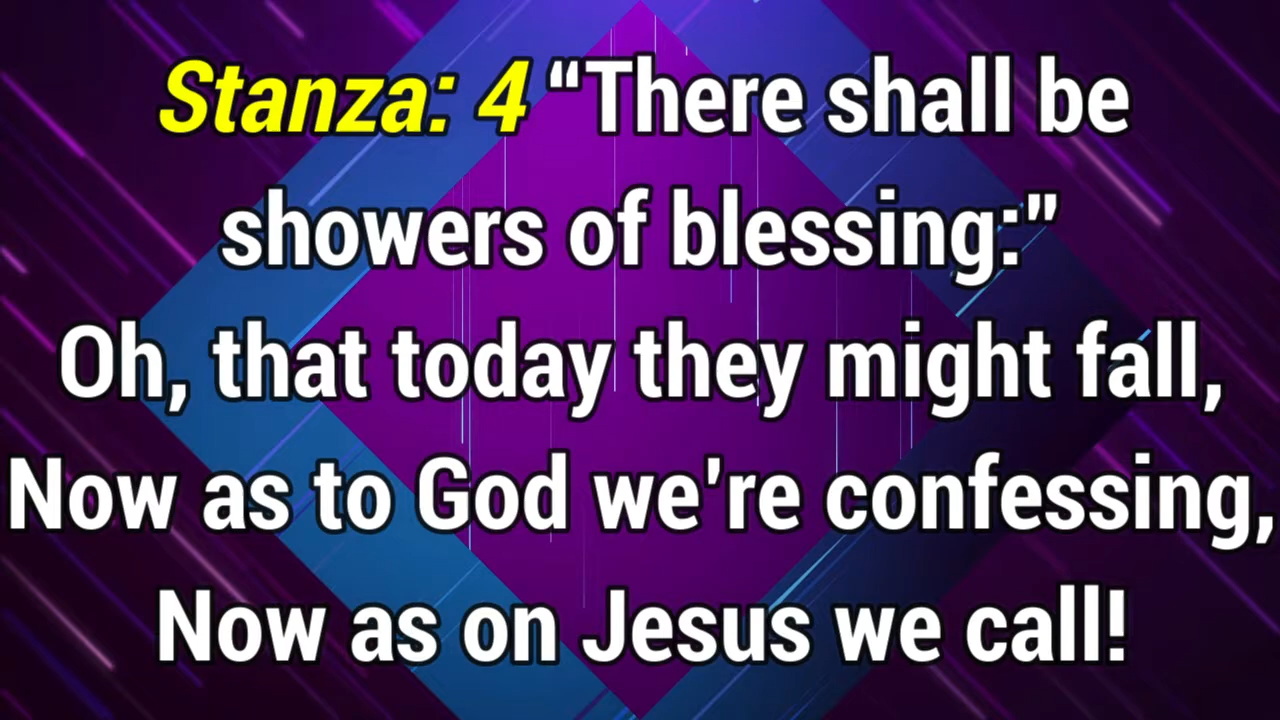 Stanza: 4 “There shall be
showers of blessing:”
Oh, that today they might fall,
Now as to God we're confessing,
Now as on Jesus we call!